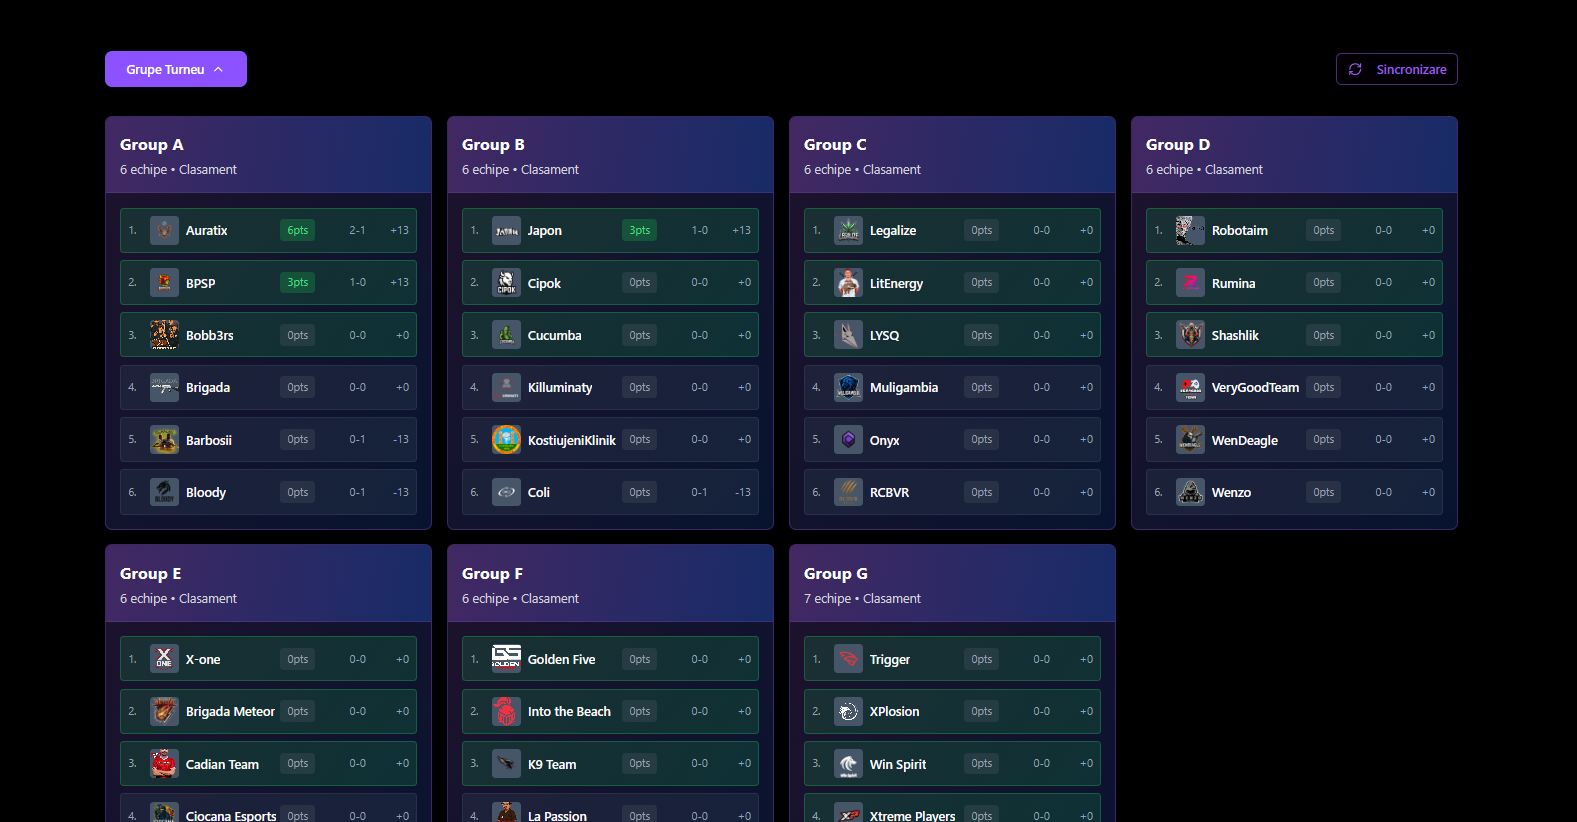 Grupe Turneu
Sincronizare
Group A
6 echipe • Clasament
1. Auratix 6pts 2-1 +13
2. BPSP 3pts 1-0 +13
3. Bobb3rs 0pts 0-0 +0
4. Brigada 0pts 0-0 +0
5. Barbosii 0pts 0-1 -13
6. Bloody 0pts 0-1 -13
Group B
6 echipe • Clasament
1. Japon 3pts 1-0 +13
2. Cipok 0pts 0-0 +0
3. Cucumba 0pts 0-0 +0
4. Killuminaty 0pts 0-0 +0
5. KostiujeniKlinik 0pts 0-0 +0
6. Coli 0pts 0-1 -13
Group C
6 echipe • Clasament
1. Legalize 0pts 0-0 +0
2. LitEnergy 0pts 0-0 +0
3. LYSQ 0pts 0-0 +0
4. Muligambia 0pts 0-0 +0
5. Onyx 0pts 0-0 +0
6. RCBVR 0pts 0-0 +0
Group D
6 echipe • Clasament
1. Robotaim 0pts 0-0 +0
2. Rumina 0pts 0-0 +0
3. Shashlik 0pts 0-0 +0
4. VeryGoodTeam 0pts 0-0 +0
5. WenDeagle 0pts 0-0 +0
6. Wenzo 0pts 0-0 +0
Group E
6 echipe • Clasament
1. X-one 0pts 0-0 +0
2. Brigada Meteor 0pts 0-0 +0
3. Cadian Team 0pts 0-0 +0
4. Ciocana Esports 0pts 0-0 +0
Group F
6 echipe • Clasament
1. Golden Five 0pts 0-0 +0
2. Into the Beach 0pts 0-0 +0
3. K9 Team 0pts 0-0 +0
4. La Passion 0pts 0-0 +0
Group G
7 echipe • Clasament
1. Trigger 0pts 0-0 +0
2. XPlosion 0pts 0-0 +0
3. Win Spirit 0pts 0-0 +0
4. Xtreme Players 0pts 0-0 +0